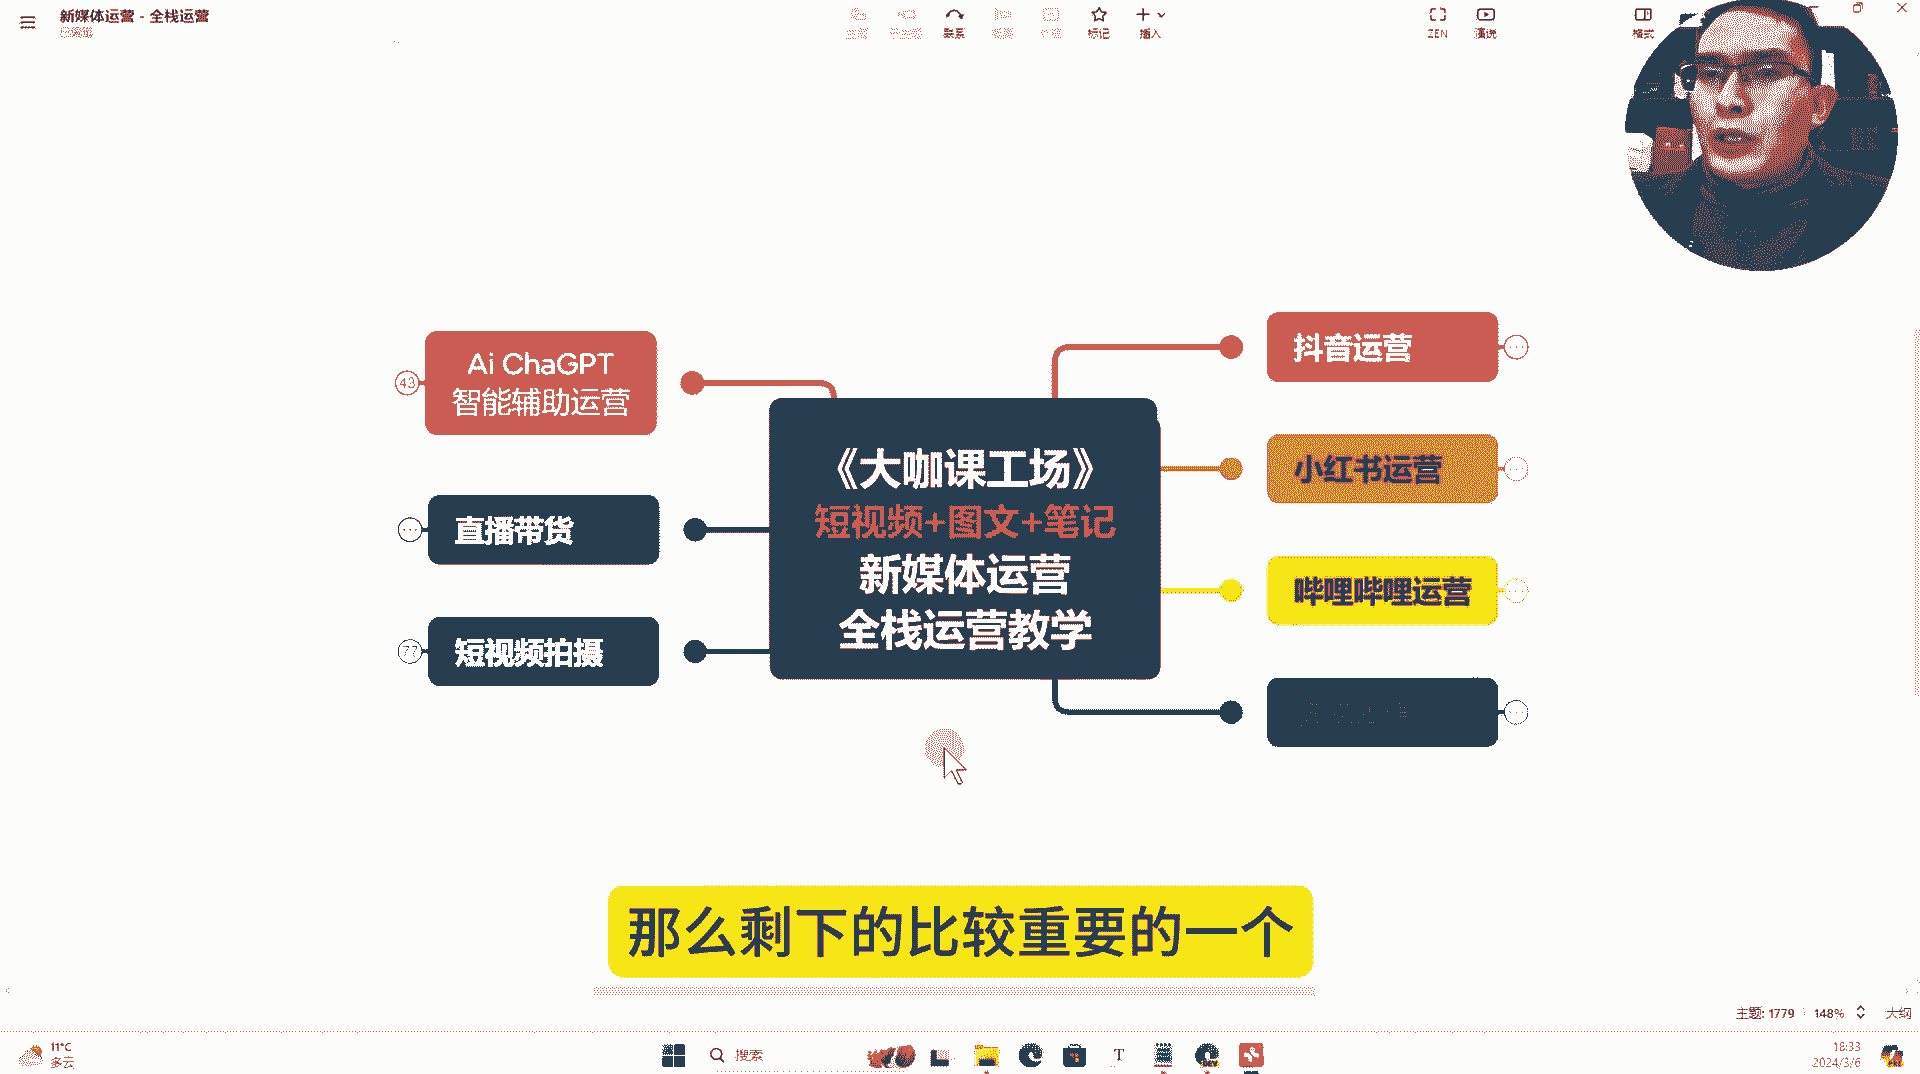 新媒体运营 - 全栈运营
联系
标记
插入
ZEN
演说
格式
Ai ChaGPT
智能辅助运营
43
直播带货
短视频拍摄
77
《大咖课工场》
短视频+图文+笔记
新媒体运营
全栈运营教学
抖音运营
小红书运营
哔哩哔哩运营
那么剩下的比较重要的一个
主题: 1779
148%
大纲
11°C
多云
搜索
T
DEV
18:33
2024/3/6